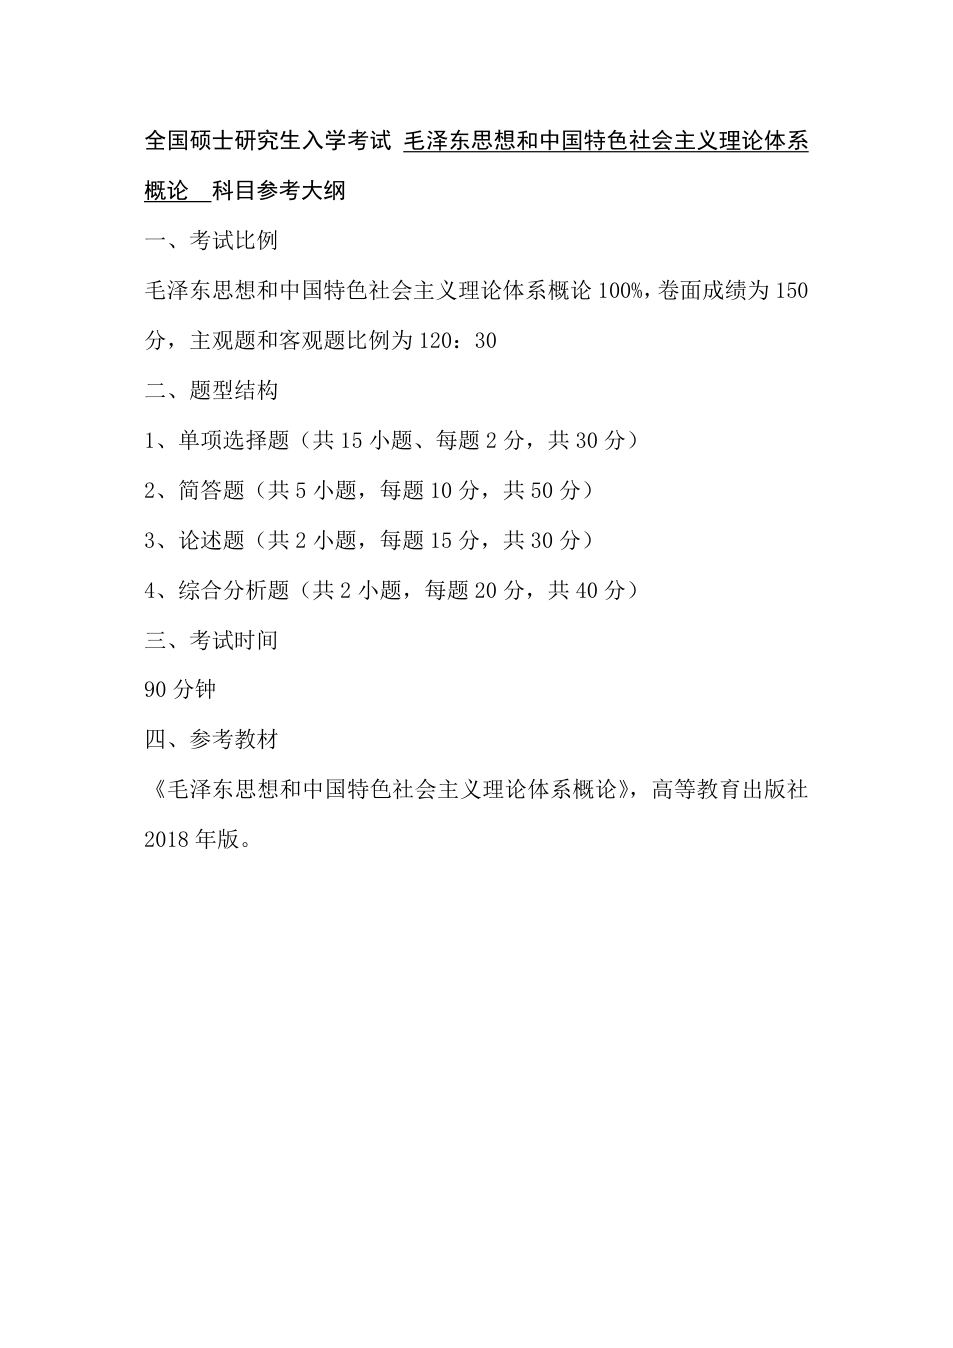 全国硕士研究生入学考试 毛泽东思想和中国特色社会主义理论体系
概论 科目参考大纲
一、考试比例
毛泽东思想和中国特色社会主义理论体系概论 100%，卷面成绩为 150
分，主观题和客观题比例为 120：30
二、题型结构
1、单项选择题（共 15 小题、每题 2 分，共 30 分）
2、简答题（共 5 小题，每题 10 分，共 50 分）
3、论述题（共 2 小题，每题 15 分，共 30 分）
4、综合分析题（共 2 小题，每题 20 分，共 40 分）
三、考试时间
90 分钟
四、参考教材
《毛泽东思想和中国特色社会主义理论体系概论》，高等教育出版社
2018 年版。